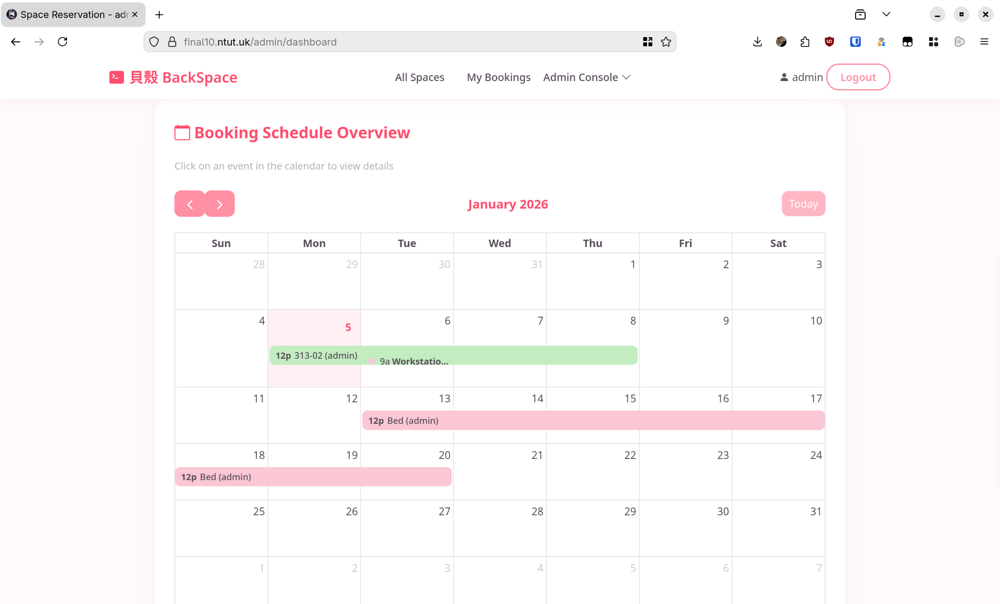 Space Reservation - adm
final10.ntut.uk/admin/dashboard
貝殼 BackSpace
All Spaces
My Bookings
Admin Console
admin
Logout
Booking Schedule Overview
Click on an event in the calendar to view details
January 2026
Today
Sun Mon Tue Wed Thu Fri Sat
28 29 30 31 1 2 3
4 5 6 7 8 9 10
12p 313-02 (admin)
9a Workstatio...
11 12 13 14 15 16 17
12p Bed (admin)
18 19 20 21 22 23 24
12p Bed (admin)
25 26 27 28 29 30 31
1 2 3 4 5 6 7